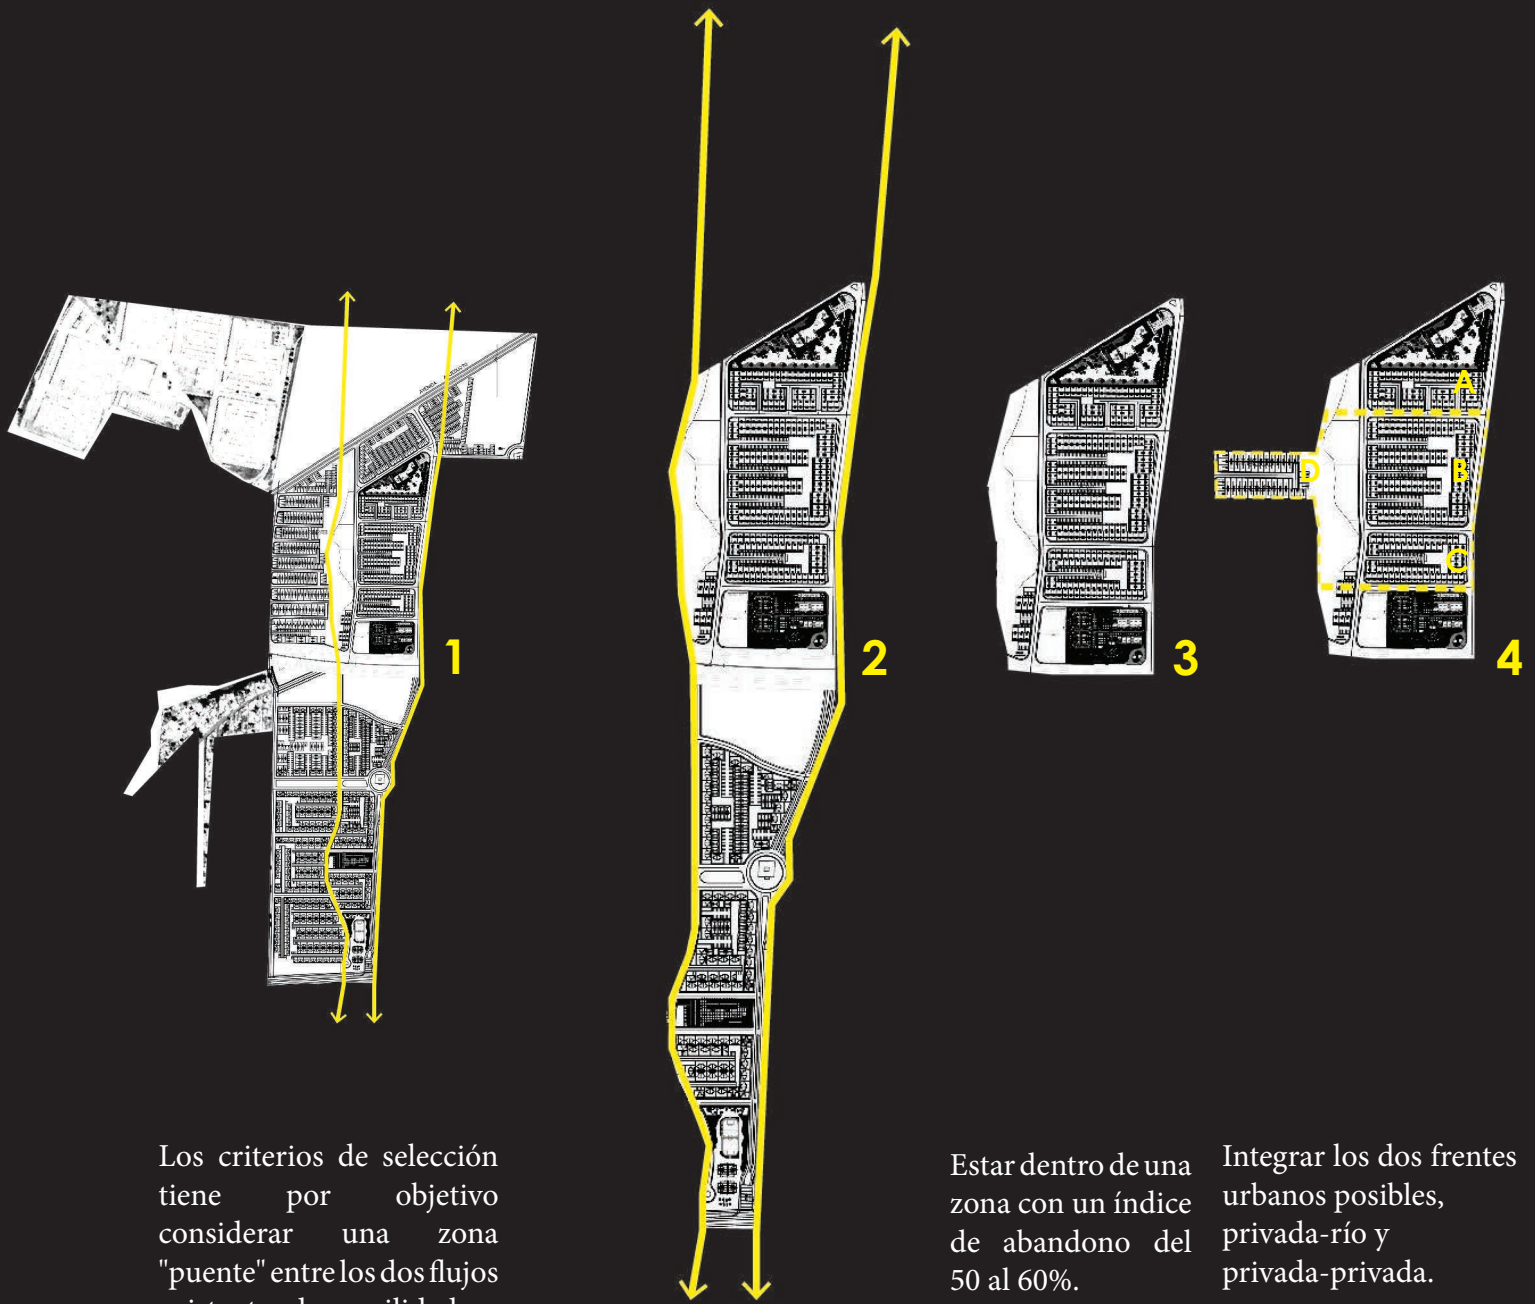 1
2
3
4
A
B
C
D
Los criterios de selección
tiene por objetivo
considerar una zona
"puente" entre los dos flujos
Estar dentro de una
zona con un índice
de abandono del
50 al 60%.
Integrar los dos frentes
urbanos posibles,
privada-río y
privada-privada.